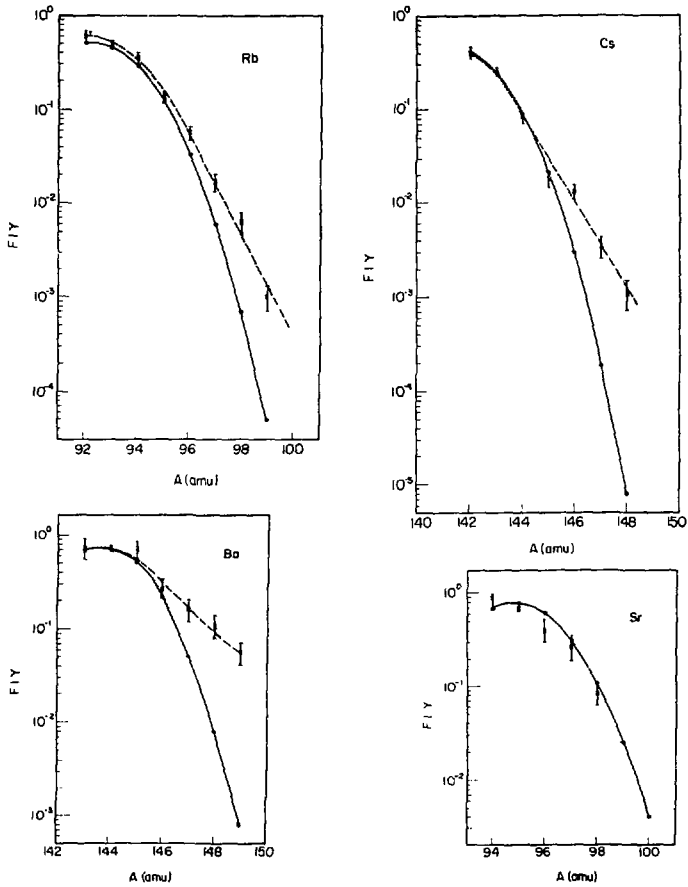 Rb
10⁰
10⁻¹
10⁻²
10⁻³
10⁻⁴
FIY
92 94 96 98 100
A (amu)
Cs
10⁰
10⁻¹
10⁻²
10⁻³
10⁻⁴
10⁻⁵
FIY
140 142 144 146 148 150
A (amu)
Ba
10⁰
10⁻¹
10⁻²
10⁻³
FIY
142 144 146 148 150
A (amu)
Sr
10⁰
10⁻¹
10⁻²
FIY
94 96 98 100
A (amu)